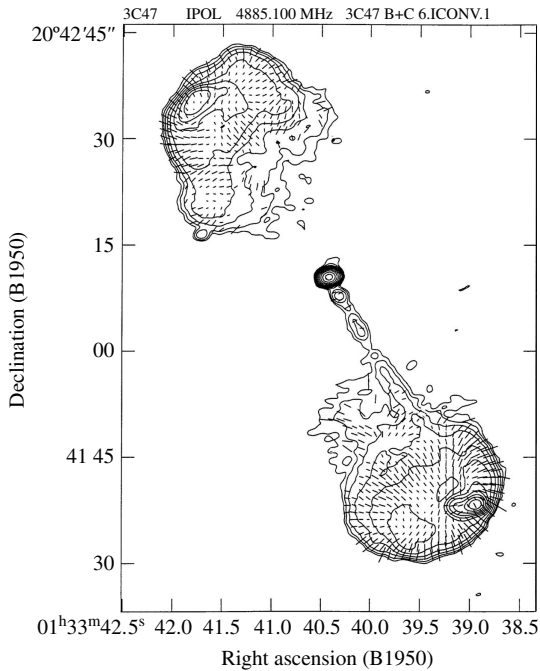 3C47 IPOL 4885.100 MHz 3C47 B+C 6.ICONV.1
20°42'45"
30
15
00
41 45
30
Declination (B1950)
01ʰ33ᵐ42.5ˢ 42.0 41.5 41.0 40.5 40.0 39.5 39.0 38.5
Right ascension (B1950)